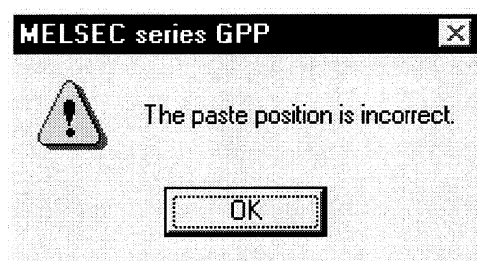 MELSEC series GPP
The paste position is incorrect.
OK